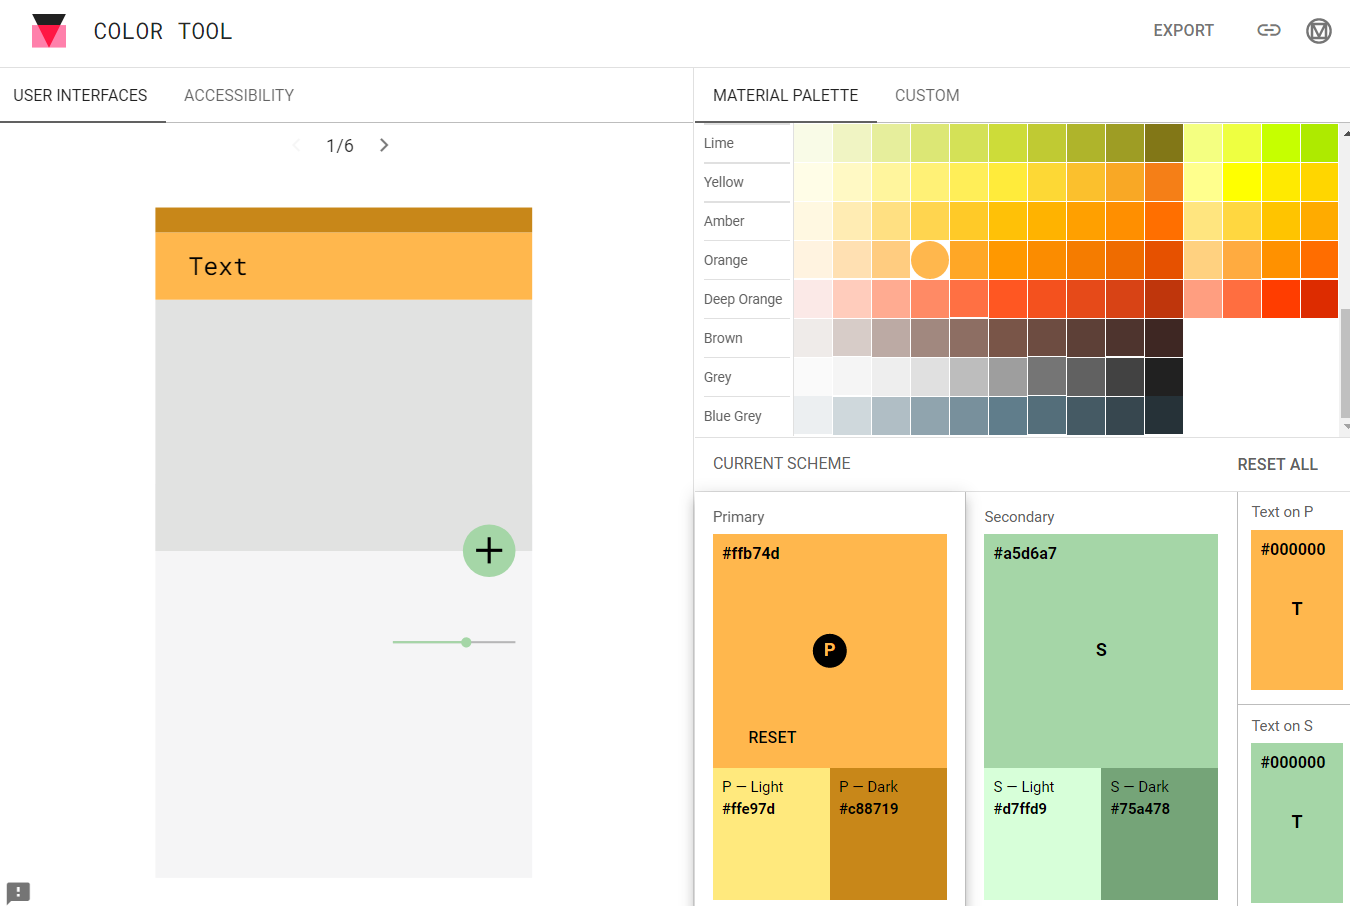 COLOR TOOL
EXPORT
USER INTERFACES
ACCESSIBILITY
MATERIAL PALETTE
CUSTOM
1/6
Text
Lime
Yellow
Amber
Orange
Deep Orange
Brown
Grey
Blue Grey
CURRENT SCHEME
RESET ALL
Primary
#ffb74d
P
RESET
P — Light
#ffe97d
P — Dark
#c88719
Secondary
#a5d6a7
S
S — Light
#d7ffd9
S — Dark
#75a478
Text on P
#000000
T
Text on S
#000000
T